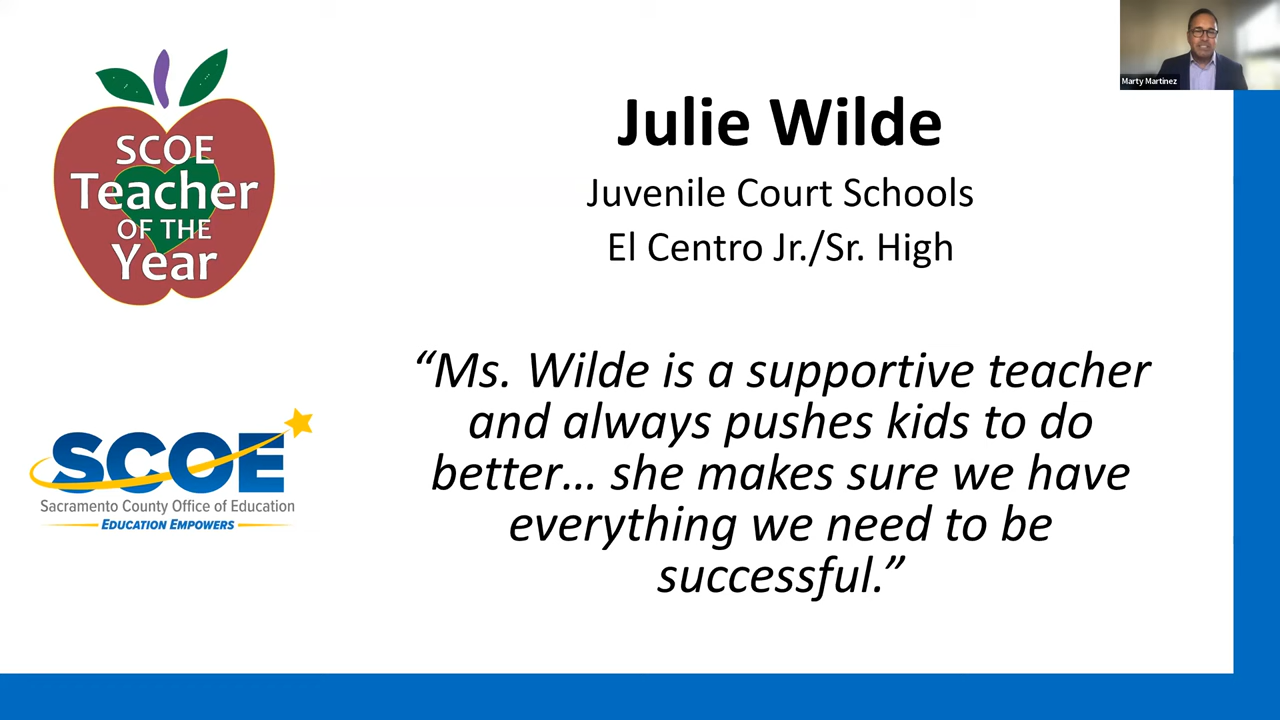 SCOE
Teacher
OF THE
Year
Marty Martinez
Julie Wilde
Juvenile Court Schools
El Centro Jr./Sr. High
“Ms. Wilde is a supportive teacher
and always pushes kids to do
better... she makes sure we have
everything we need to be
successful.”
SCOE
Sacramento County Office of Education
EDUCATION EMPOWERS